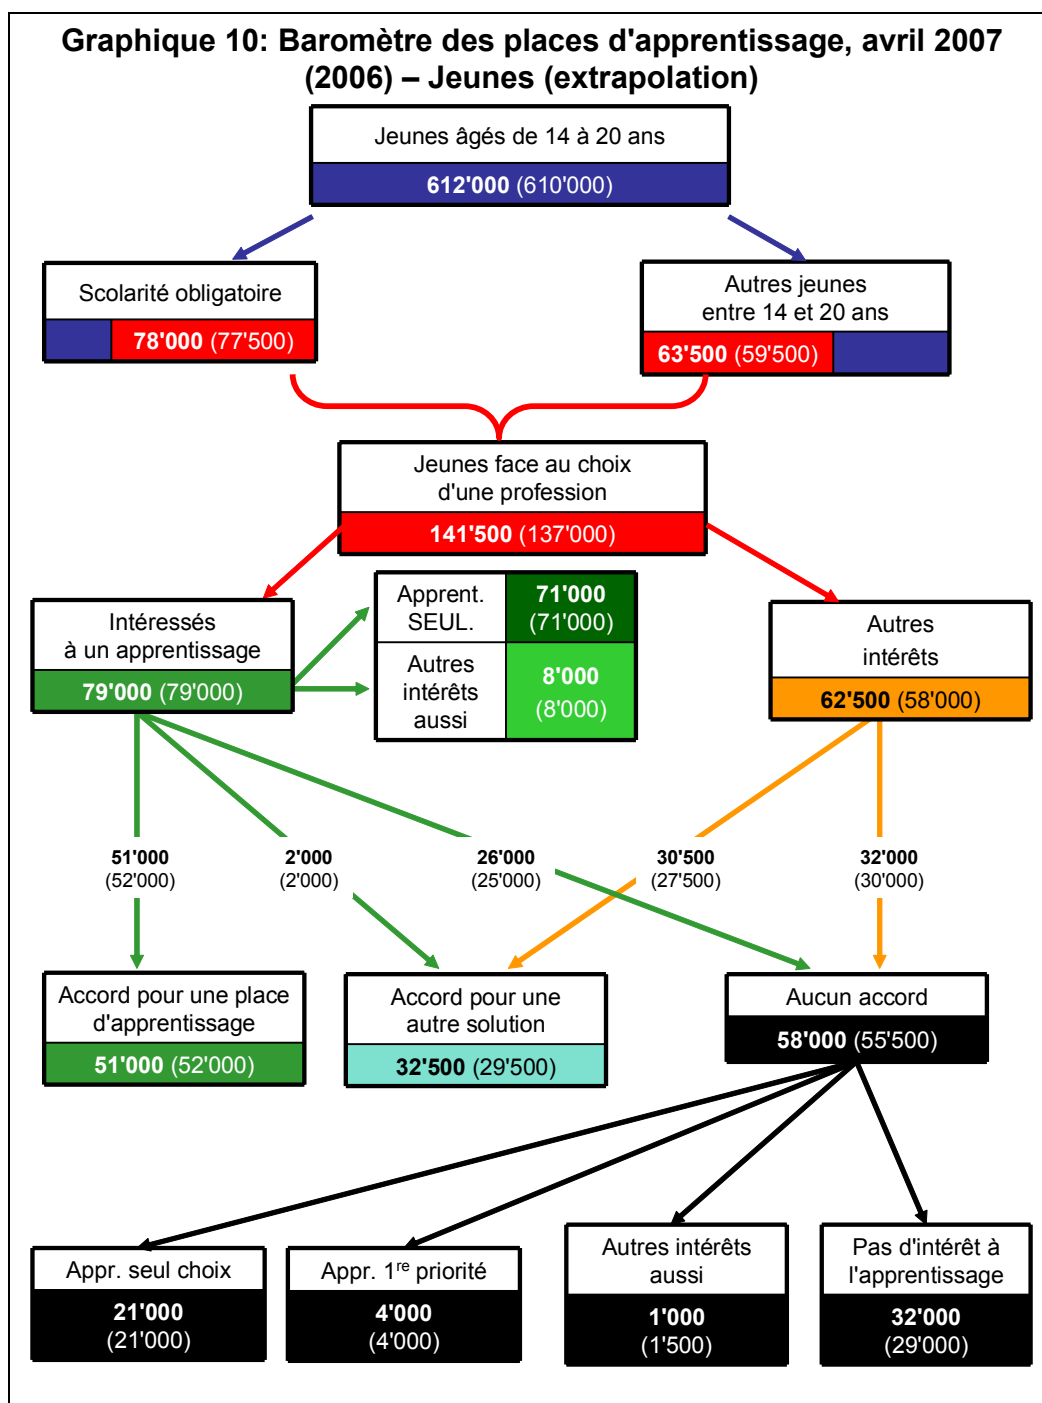 Graphique 10: Baromètre des places d'apprentissage, avril 2007
(2006) – Jeunes (extrapolation)
Jeunes âgés de 14 à 20 ans
612'000 (610'000)
Scolarité obligatoire
78'000 (77'500)
Autres jeunes
entre 14 et 20 ans
63'500 (59'500)
Jeunes face au choix
d'une profession
141'500 (137'000)
Intéressés
à un apprentissage
79'000 (79'000)
Apprent.
SEUL.
71'000
(71'000)
Autres
intérêts
aussi
8'000
(8'000)
Autres
intérêts
62'500 (58'000)
51'000
(52'000)
2'000
(2'000)
26'000
(25'000)
30'500
(27'500)
32'000
(30'000)
Accord pour une place
d'apprentissage
51'000 (52'000)
Accord pour une
autre solution
32'500 (29'500)
Aucun accord
58'000 (55'500)
Appr. seul choix
21'000
(21'000)
Appr. 1re priorité
4'000
(4'000)
Autres intérêts
aussi
1'000
(1'500)
Pas d'intérêt à
l'apprentissage
32'000
(29'000)